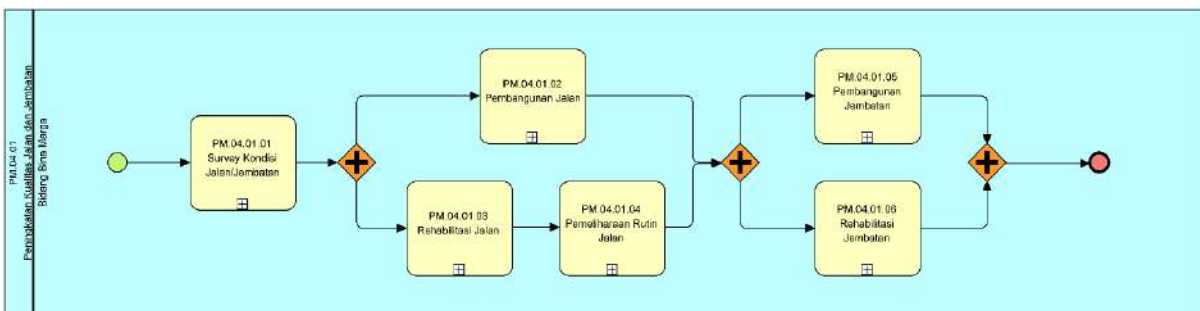 PM.04.01
Peningkatan Kualitas Jalan dan Jembatan
Bidang Bina Marga
PM.04.01.01
Survey Kondisi
Jalan/Jembatan
PM.04.01.02
Pembangunan Jalan
PM.04.01.03
Rehabilitasi Jalan
PM.04.01.04
Pemeliharaan Rutin
Jalan
PM.04.01.05
Pembangunan
Jembatan
PM.04.01.06
Rehabilitasi
Jembatan